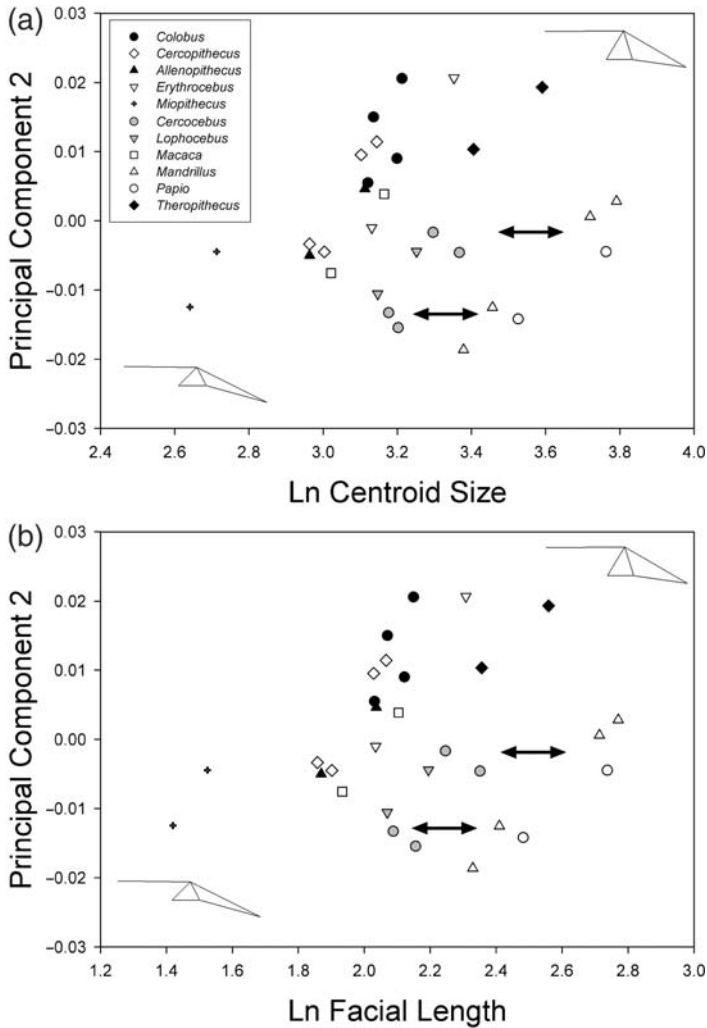 (a)
0.03
0.02
0.01
0.00
−0.01
−0.02
−0.03
Principal Component 2
Colobus
Cercopithecus
Allenopithecus
Erythrocebus
Miopithecus
Cercocebus
Lophocebus
Macaca
Mandrillus
Papio
Theropithecus
2.4 2.6 2.8 3.0 3.2 3.4 3.6 3.8 4.0
Ln Centroid Size
(b)
0.03
0.02
0.01
0.00
−0.01
−0.02
−0.03
Principal Component 2
1.2 1.4 1.6 1.8 2.0 2.2 2.4 2.6 2.8 3.0
Ln Facial Length